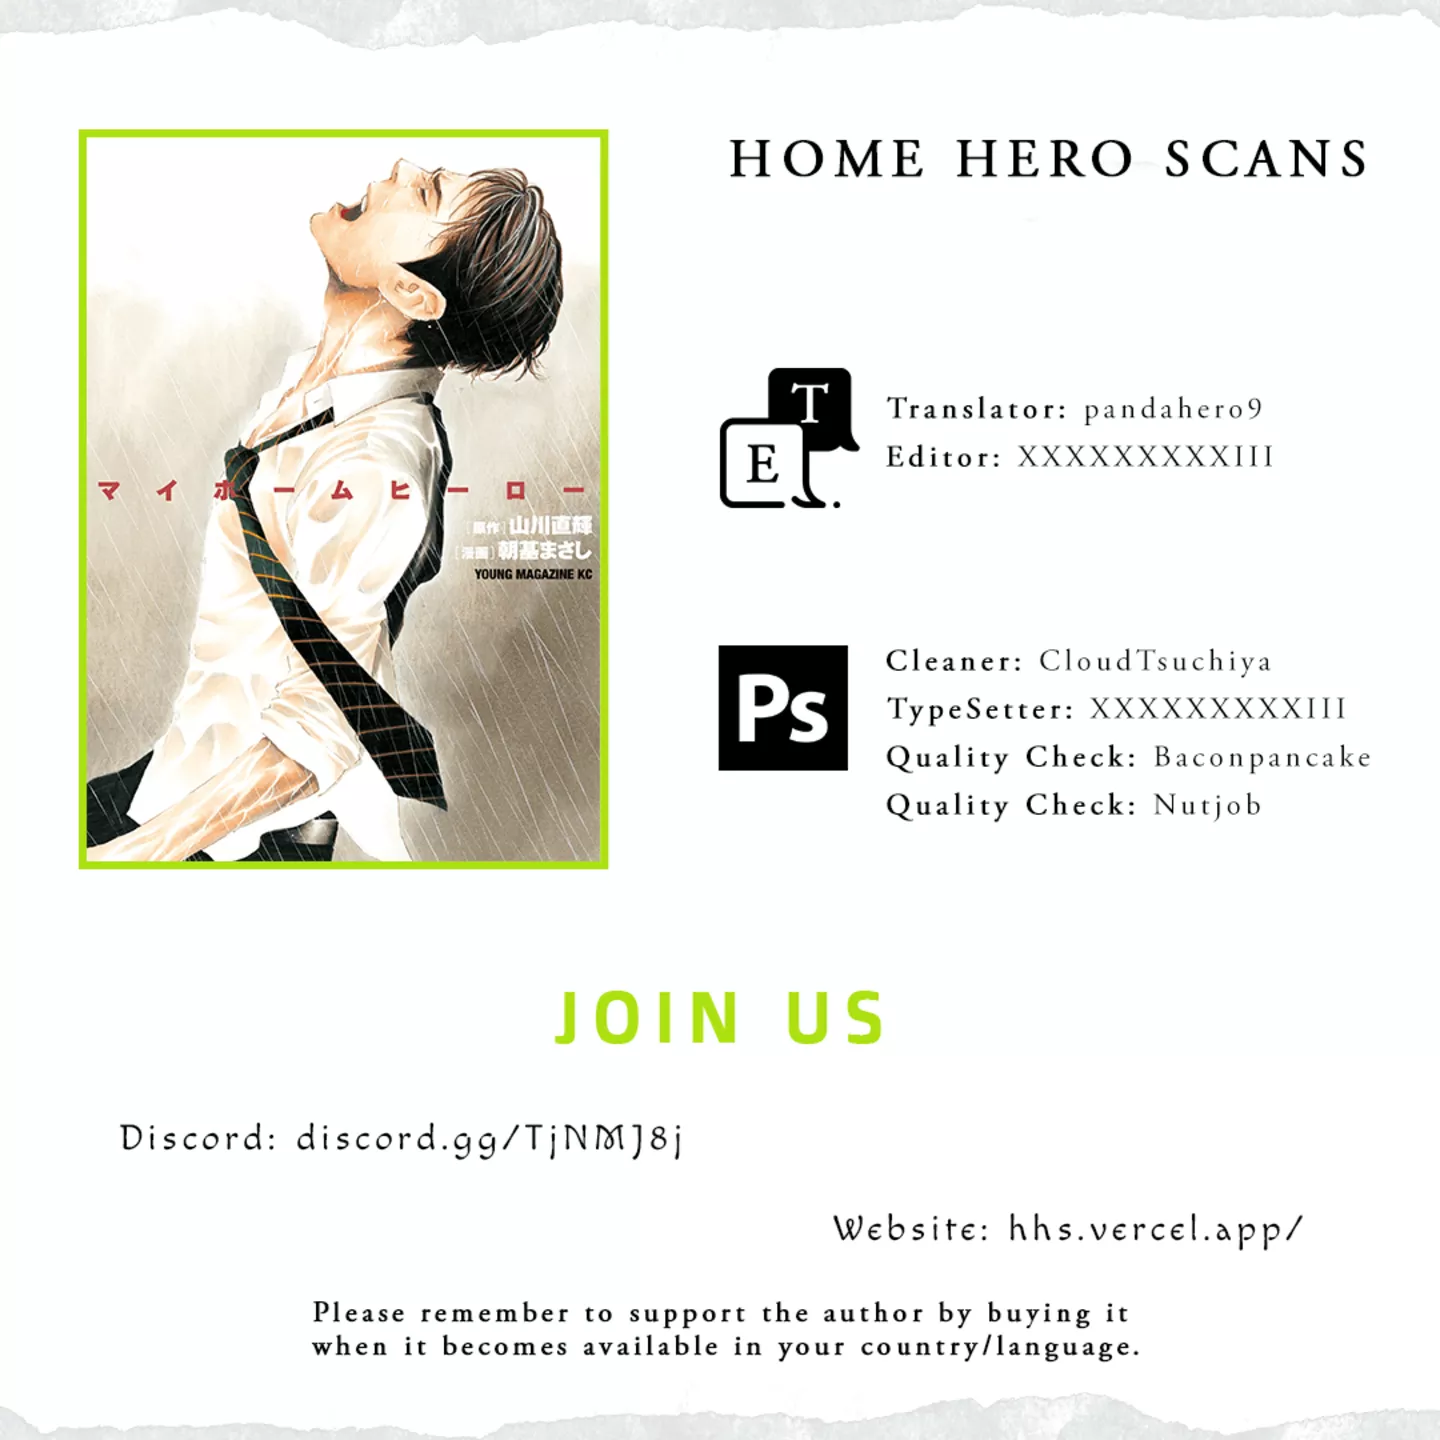 HOME HERO SCANS
マイホームヒーロー
[原作] 山川直輝
[漫画] 朝基まさし
YOUNG MAGAZINE KC
T
E
Translator: pandahero9
Editor: XXXXXXXXXIII
Ps
Cleaner: CloudTsuchiya
TypeSetter: XXXXXXXXXIII
Quality Check: Baconpancake
Quality Check: Nutjob
JOIN US
Discord: discord.gg/TjNMJ8j
Website: hhs.vercel.app/
Please remember to support the author by buying it
when it becomes available in your country/language.